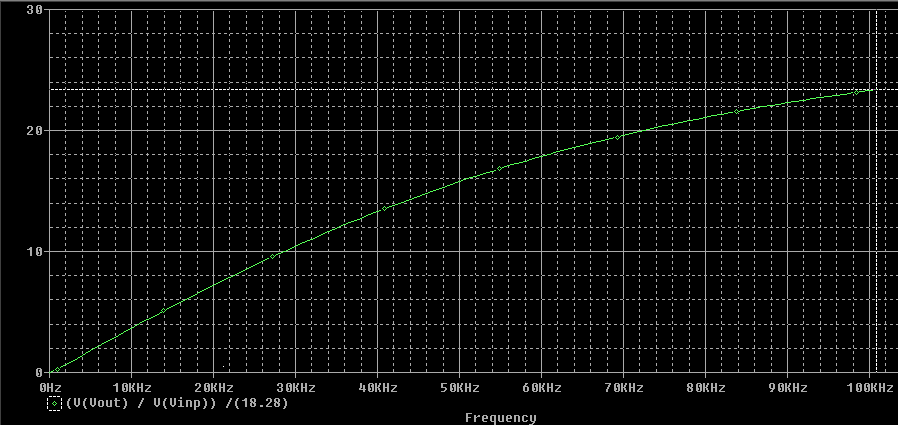 30
20
10
0
0Hz 10KHz 20KHz 30KHz 40KHz 50KHz 60KHz 70KHz 80KHz 90KHz 100KHz
(V(Vout) / V(Vinp)) /(18.28)
Frequency